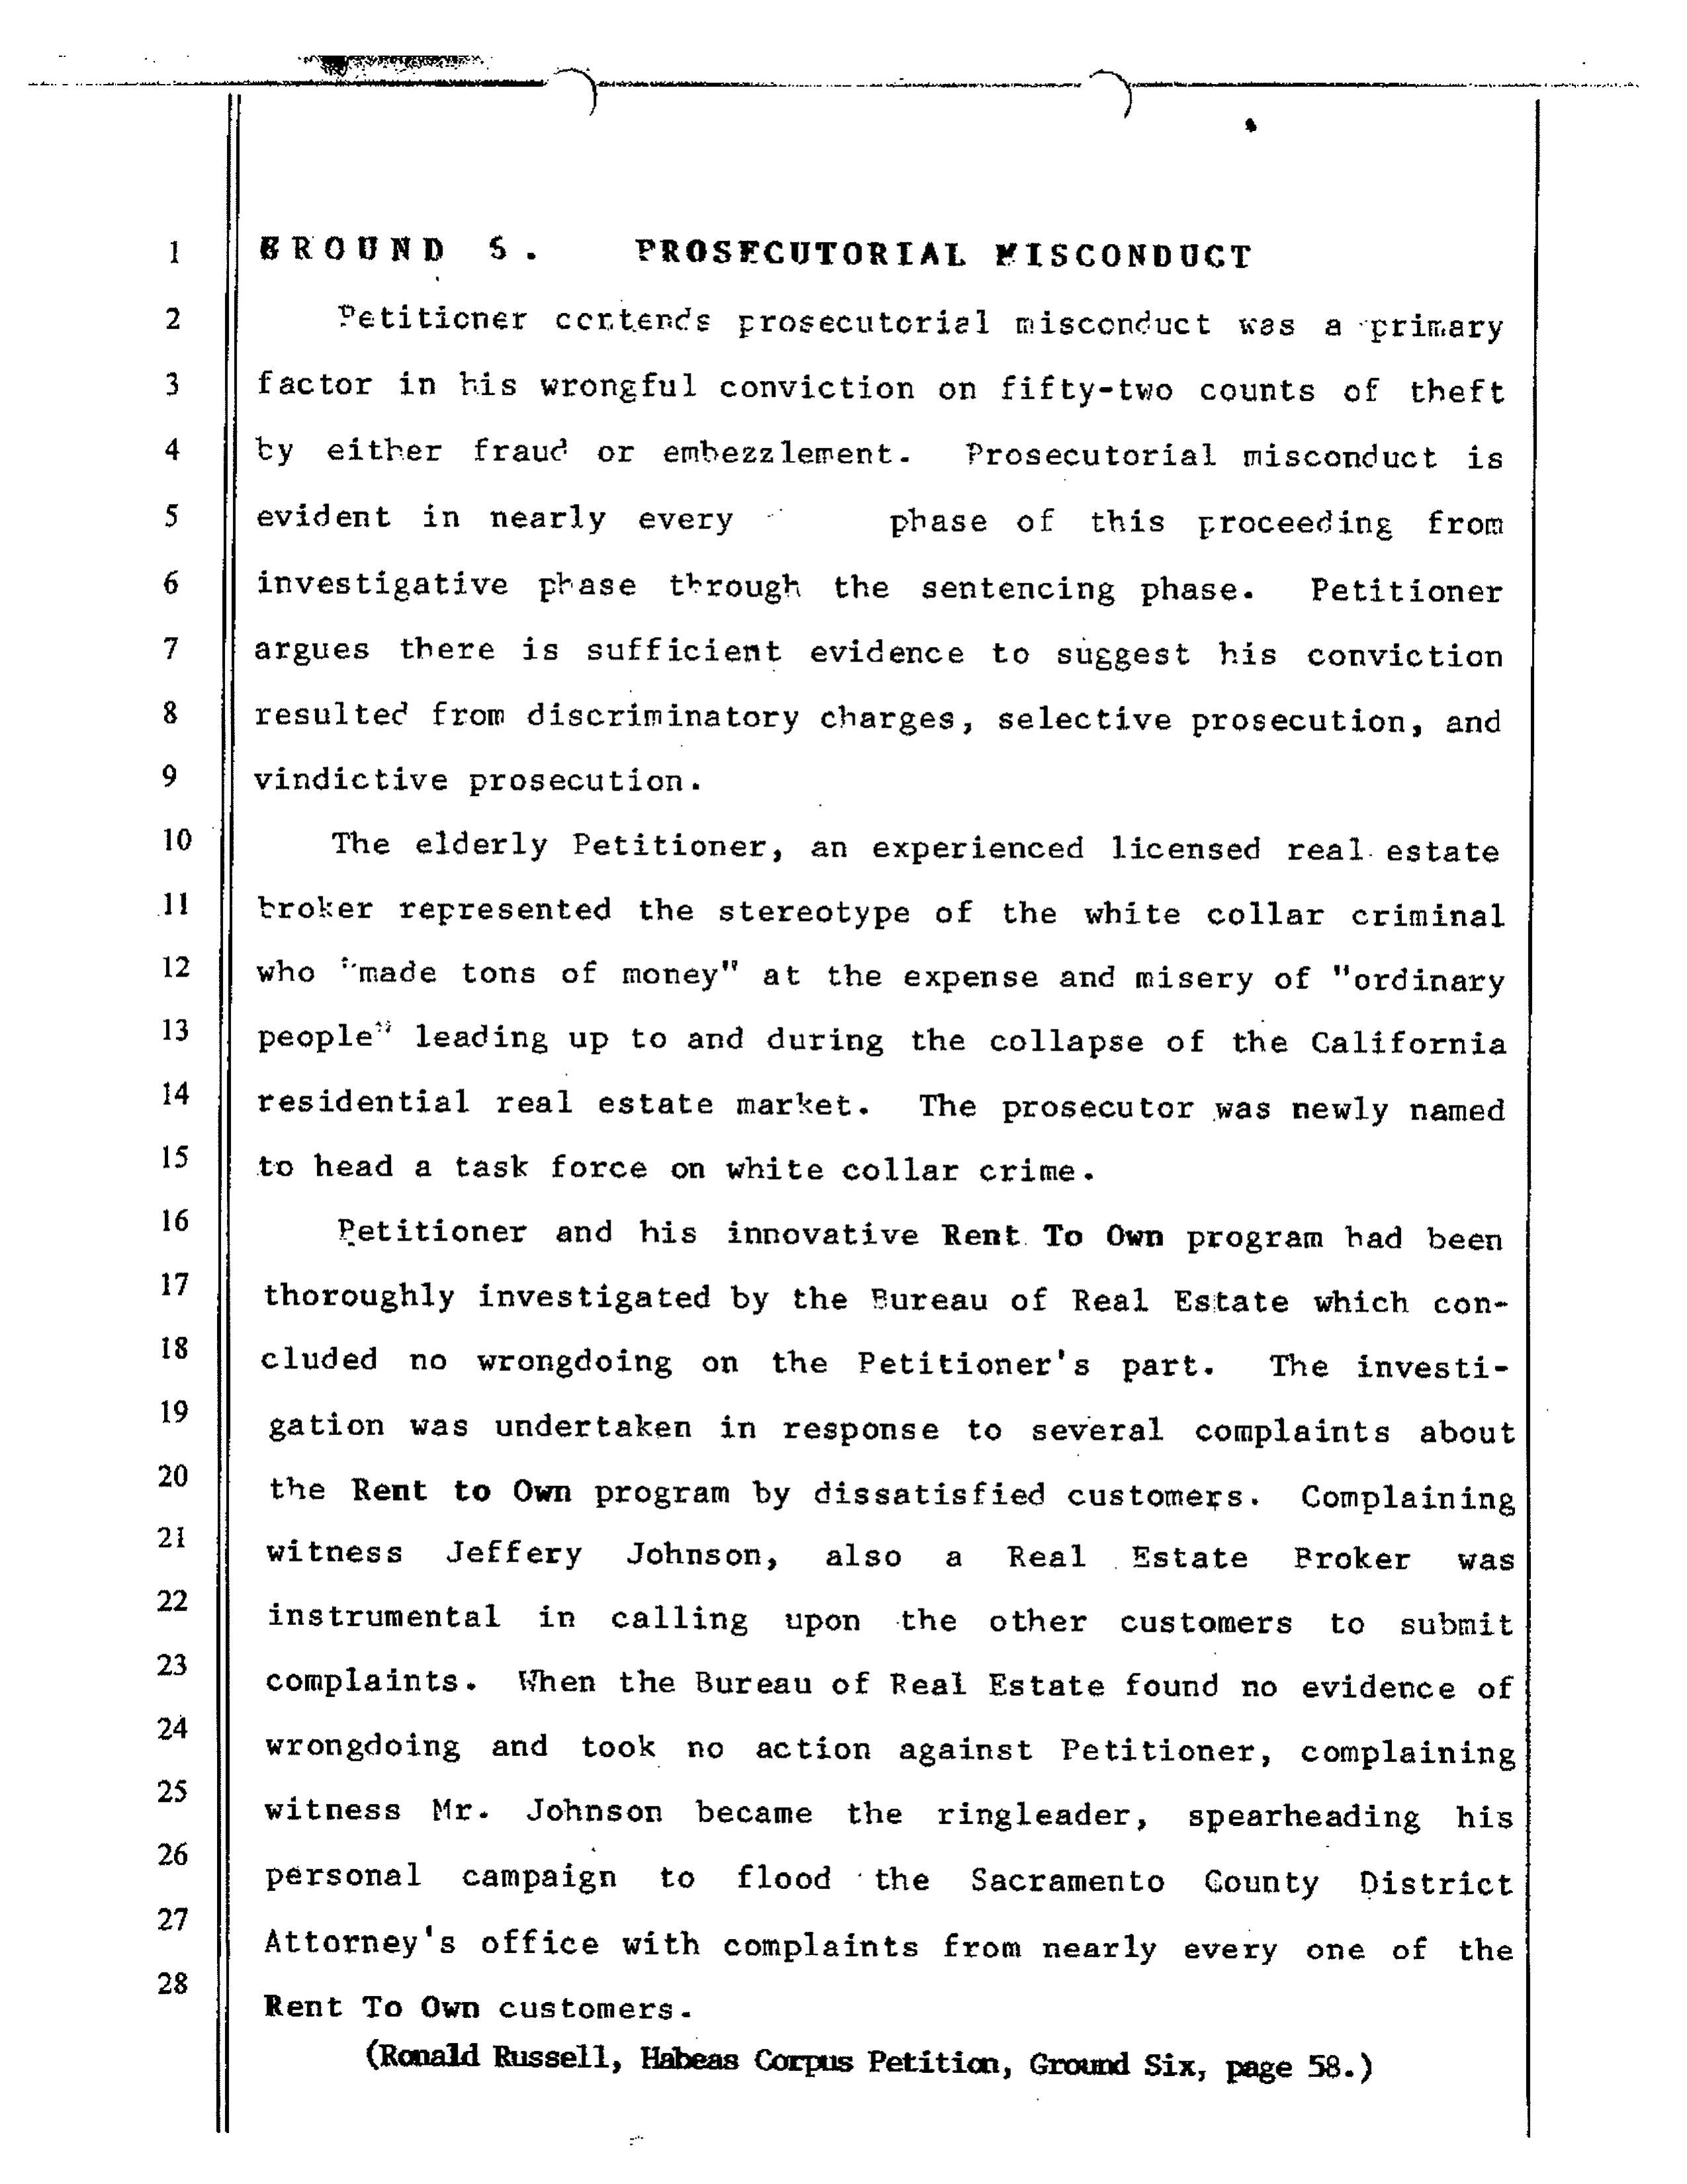 1 GROUND 5. PROSECUTORIAL MISCONDUCT
2 Petitioner contends prosecutorial misconduct was a primary
3 factor in his wrongful conviction on fifty-two counts of theft
4 by either fraud or embezzlement. Prosecutorial misconduct is
5 evident in nearly every phase of this proceeding from
6 investigative phase through the sentencing phase. Petitioner
7 argues there is sufficient evidence to suggest his conviction
8 resulted from discriminatory charges, selective prosecution, and
9 vindictive prosecution.
10 The elderly Petitioner, an experienced licensed real estate
11 broker represented the stereotype of the white collar criminal
12 who "made tons of money" at the expense and misery of "ordinary
13 people" leading up to and during the collapse of the California
14 residential real estate market. The prosecutor was newly named
15 to head a task force on white collar crime.
16 Petitioner and his innovative Rent To Own program had been
17 thoroughly investigated by the Bureau of Real Estate which con-
18 cluded no wrongdoing on the Petitioner's part. The investi-
19 gation was undertaken in response to several complaints about
20 the Rent to Own program by dissatisfied customers. Complaining
21 witness Jeffery Johnson, also a Real Estate Broker was
22 instrumental in calling upon the other customers to submit
23 complaints. When the Bureau of Real Estate found no evidence of
24 wrongdoing and took no action against Petitioner, complaining
25 witness Mr. Johnson became the ringleader, spearheading his
26 personal campaign to flood the Sacramento County District
27 Attorney's office with complaints from nearly every one of the
28 Rent To Own customers.
(Ronald Russell, Habeas Corpus Petition, Ground Six, page 58.)